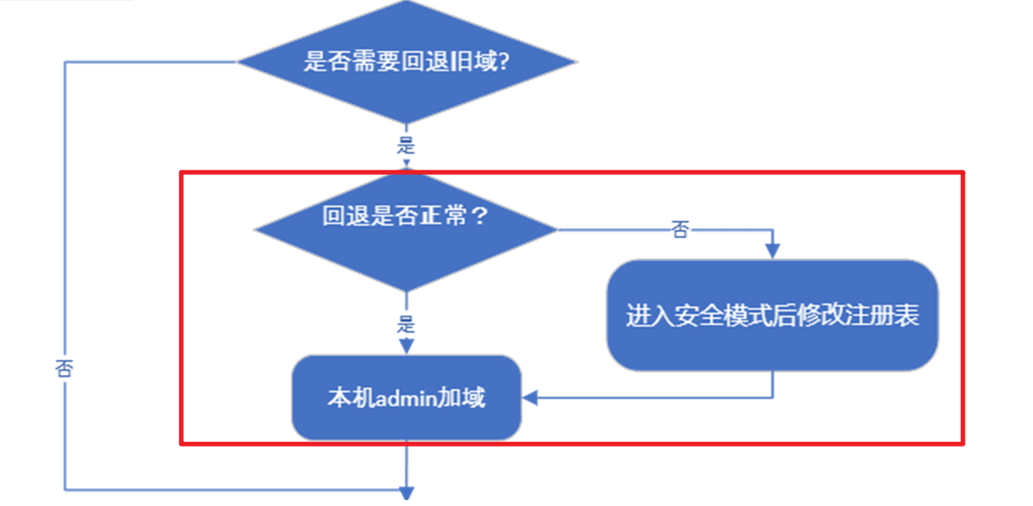 是否需要回退旧域?
是
回退是否正常？
否
进入安全模式后修改注册表
是
否
本机admin加域